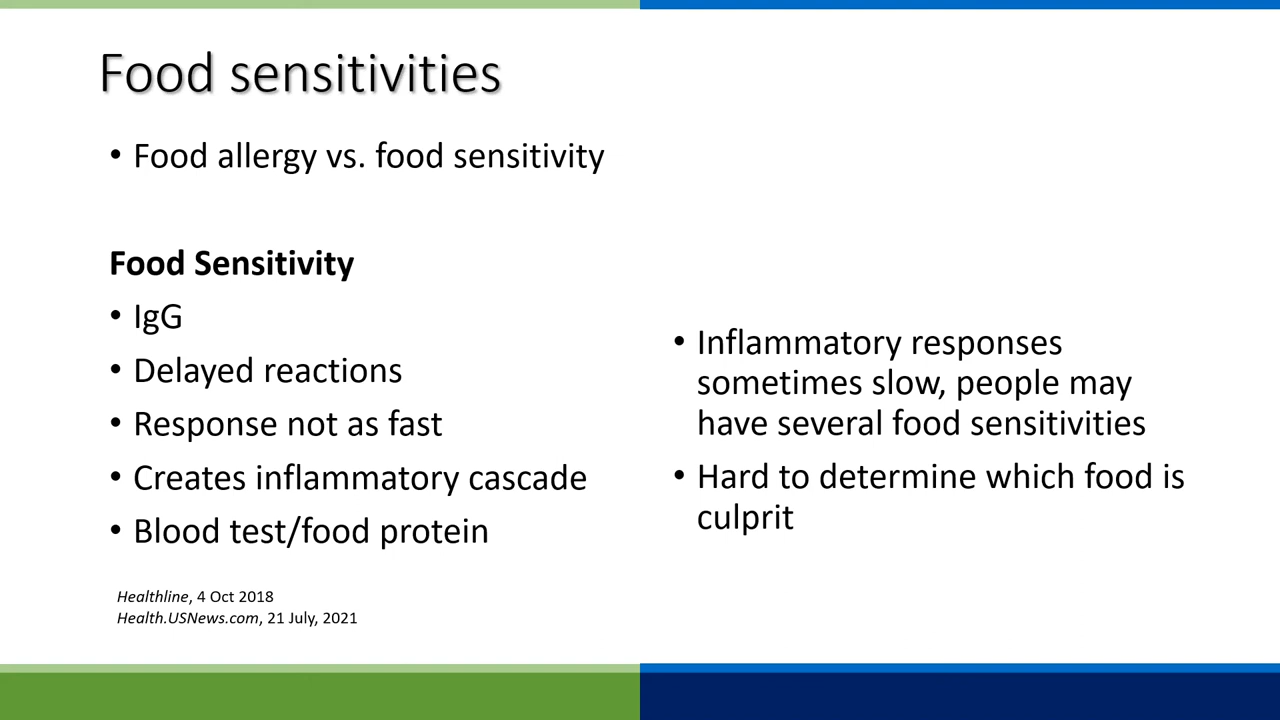 Food sensitivities
• Food allergy vs. food sensitivity
Food Sensitivity
• IgG
• Delayed reactions
• Response not as fast
• Creates inflammatory cascade
• Blood test/food protein
• Inflammatory responses
sometimes slow, people may
have several food sensitivities
• Hard to determine which food is
culprit
Healthline, 4 Oct 2018
Health.USNews.com, 21 July, 2021